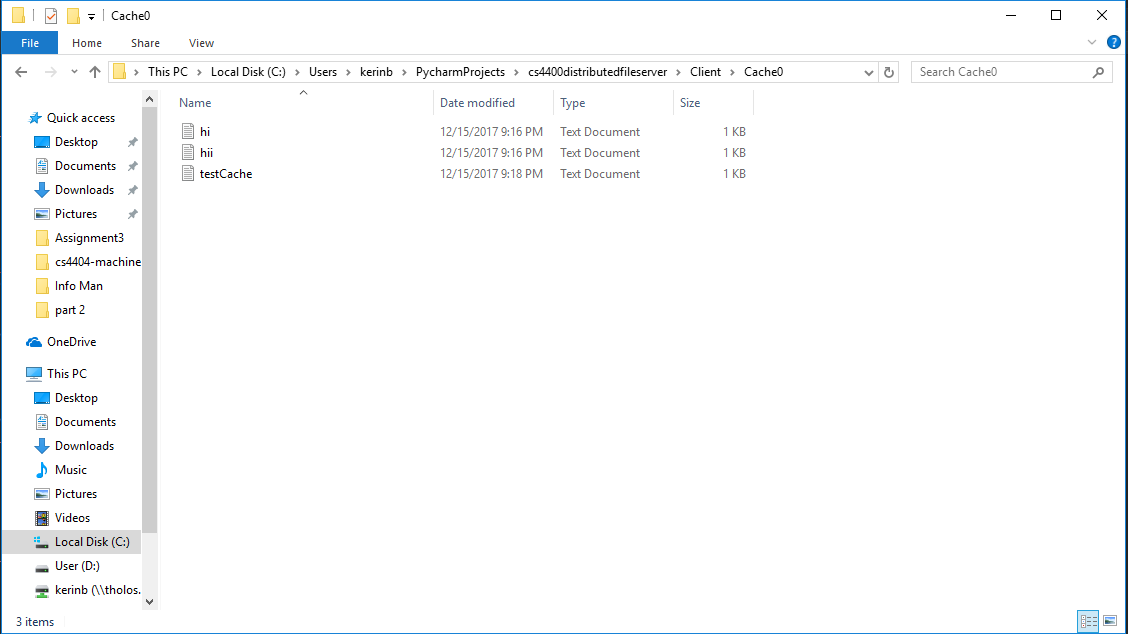 Cache0
File Home Share View
This PC Local Disk (C:) Users kerinb PycharmProjects cs4400distributedfileserver Client Cache0 Search Cache0
Name Date modified Type Size
hi 12/15/2017 9:16 PM Text Document 1 KB
hii 12/15/2017 9:16 PM Text Document 1 KB
testCache 12/15/2017 9:18 PM Text Document 1 KB
Quick access
Desktop
Documents
Downloads
Pictures
Assignment3
cs4404-machine
Info Man
part 2
OneDrive
This PC
Desktop
Documents
Downloads
Music
Pictures
Videos
Local Disk (C:)
User (D:)
kerinb (\\tholos.
3 items